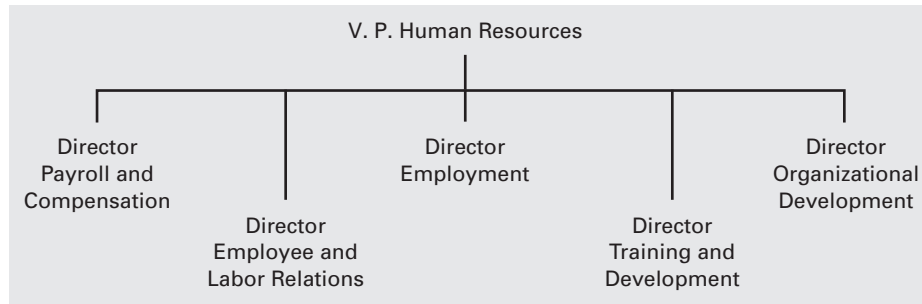 V. P. Human Resources
Director
Payroll and
Compensation
Director
Employee and
Labor Relations
Director
Employment
Director
Training and
Development
Director
Organizational
Development